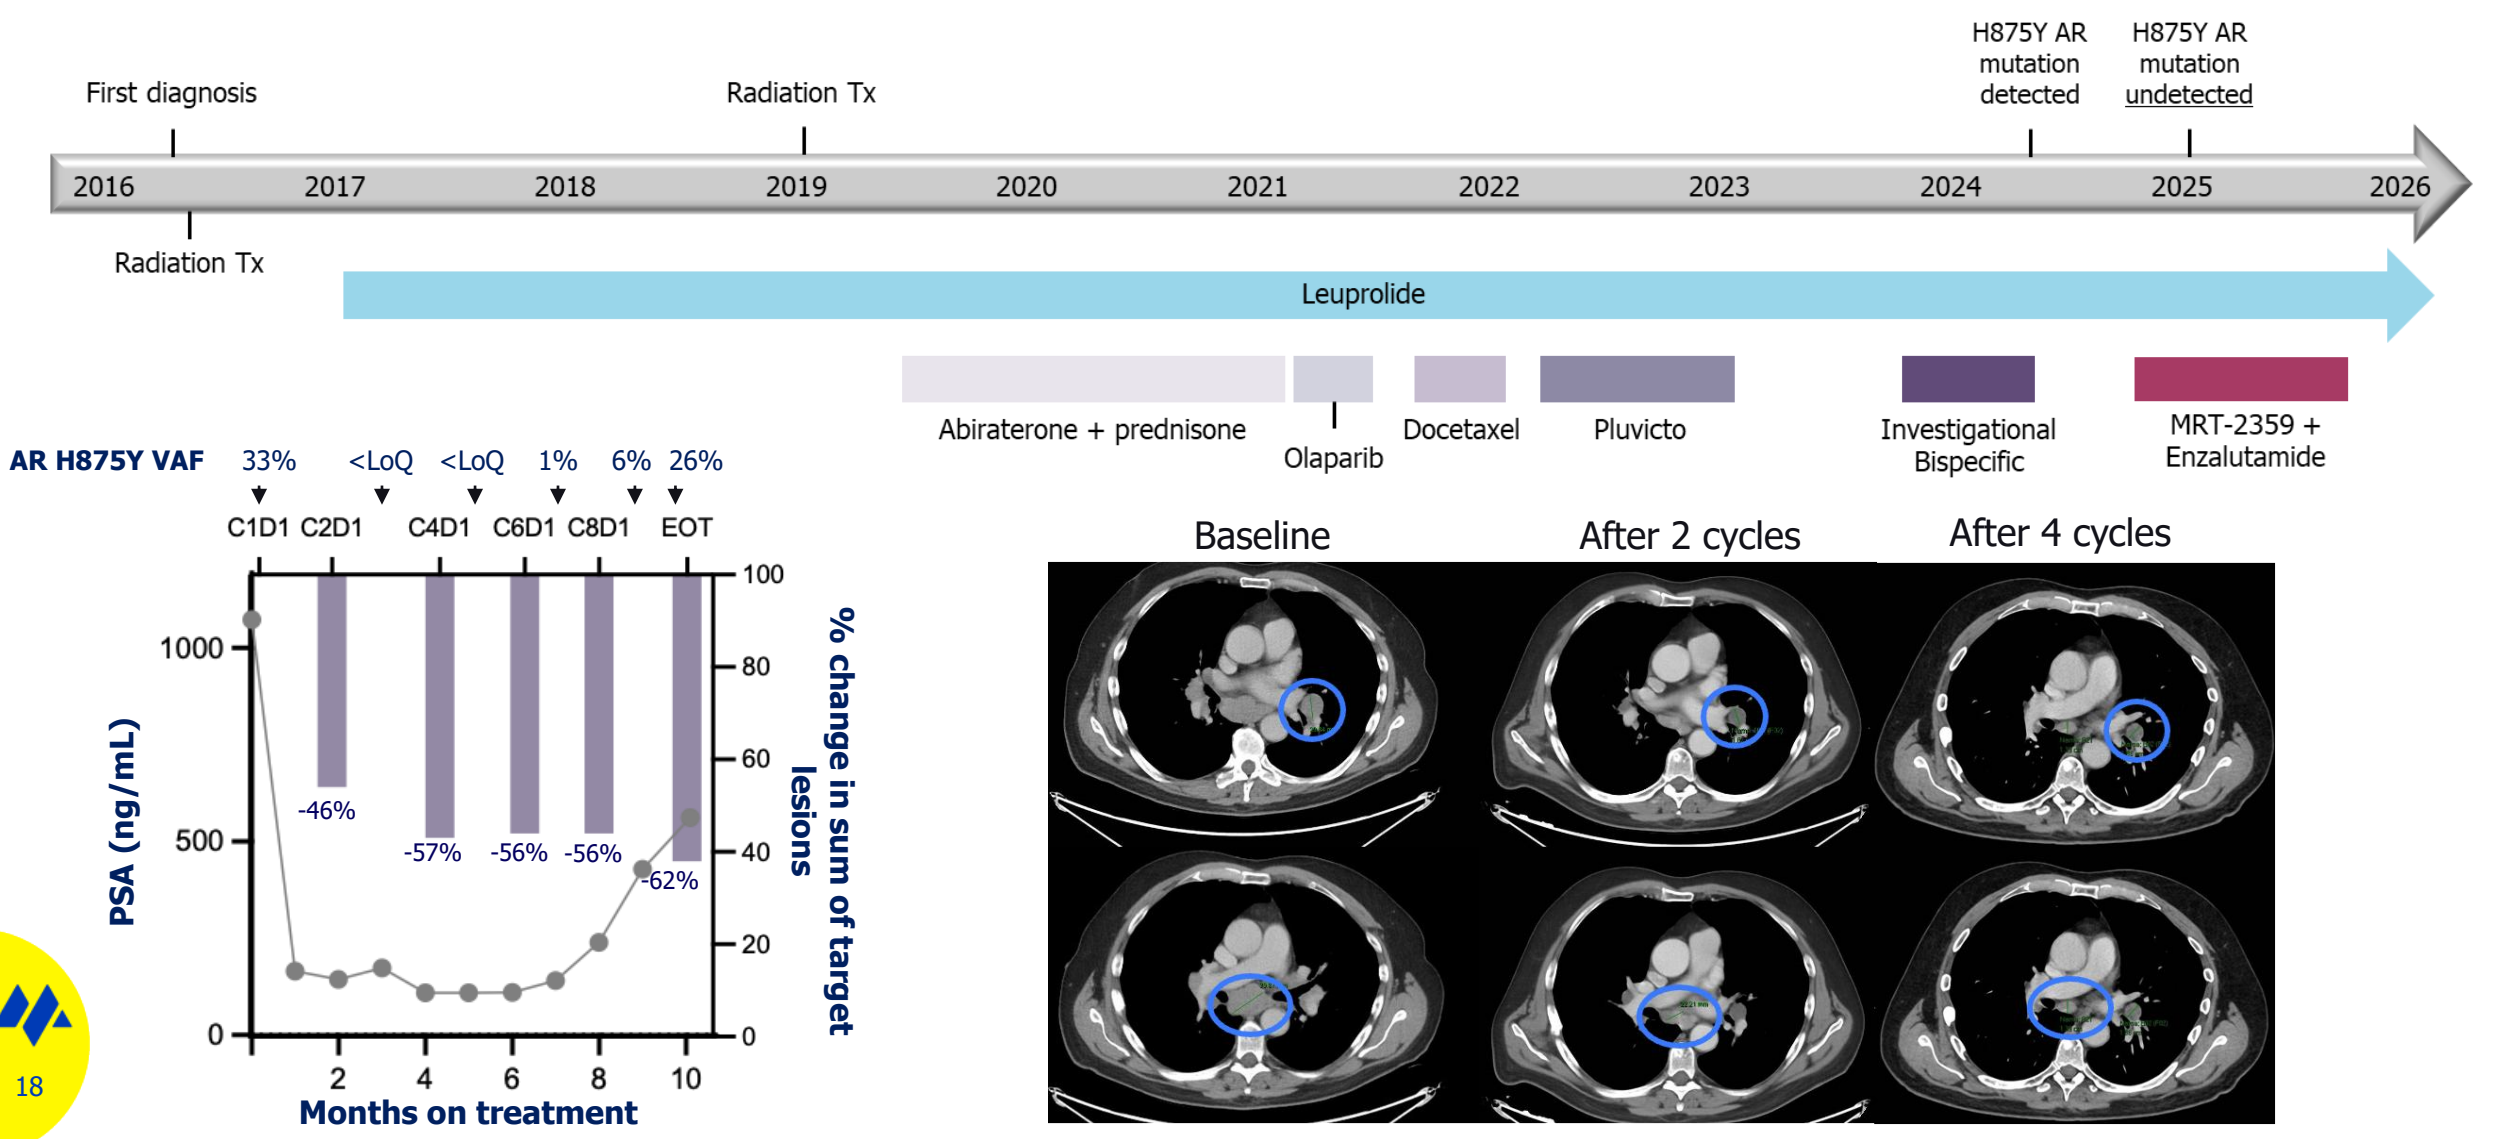 H875Y AR
mutation
detected
H875Y AR
mutation
undetected
First diagnosis
Radiation Tx
2016 2017 2018 2019 2020 2021 2022 2023 2024 2025 2026
Radiation Tx
Leuprolide
Abiraterone + prednisone
Olaparib
Docetaxel
Pluvicto
Investigational
Bispecific
MRT-2359 +
Enzalutamide
AR H875Y VAF 33% <LoQ <LoQ 1% 6% 26%
C1D1 C2D1 C4D1 C6D1 C8D1 EOT
PSA (ng/mL)
1000
500
0
-46%
-57%
-56%
-56%
-62%
100
80
60
40
20
0
% change in sum of target
lesions
2 4 6 8 10
Months on treatment
Baseline
After 2 cycles
After 4 cycles
18